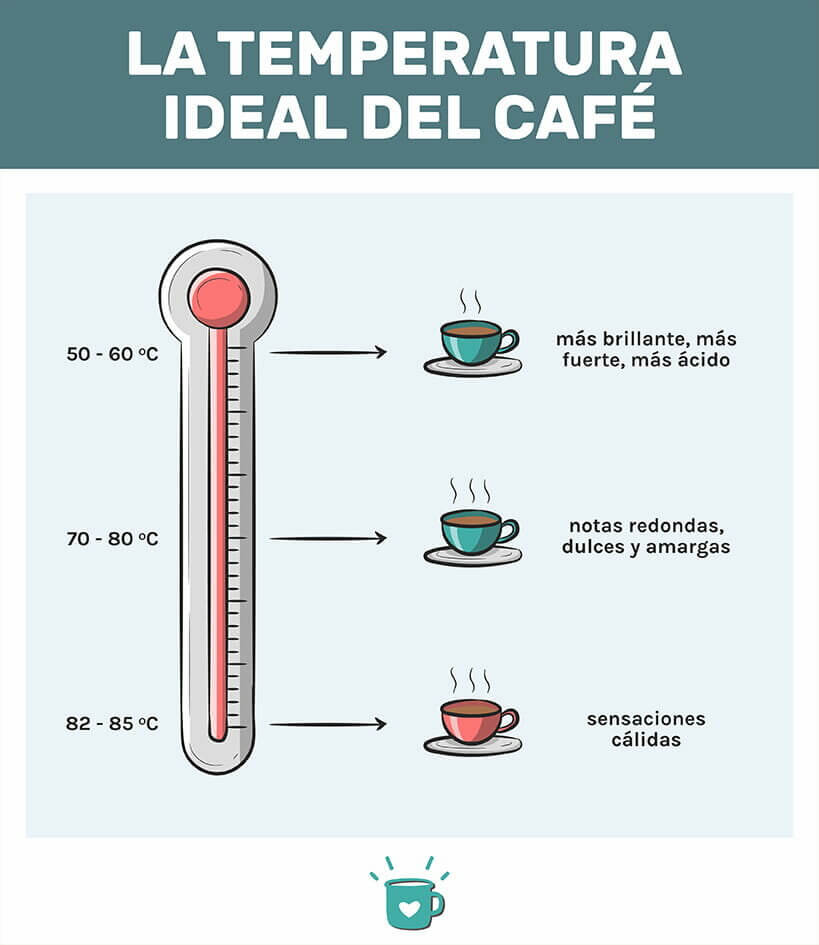 LA TEMPERATURA
IDEAL DEL CAFÉ
50 - 60 ºC
más brillante, más
fuerte, más ácido
70 - 80 ºC
notas redondas,
dulces y amargas
82 - 85 ºC
sensaciones
cálidas